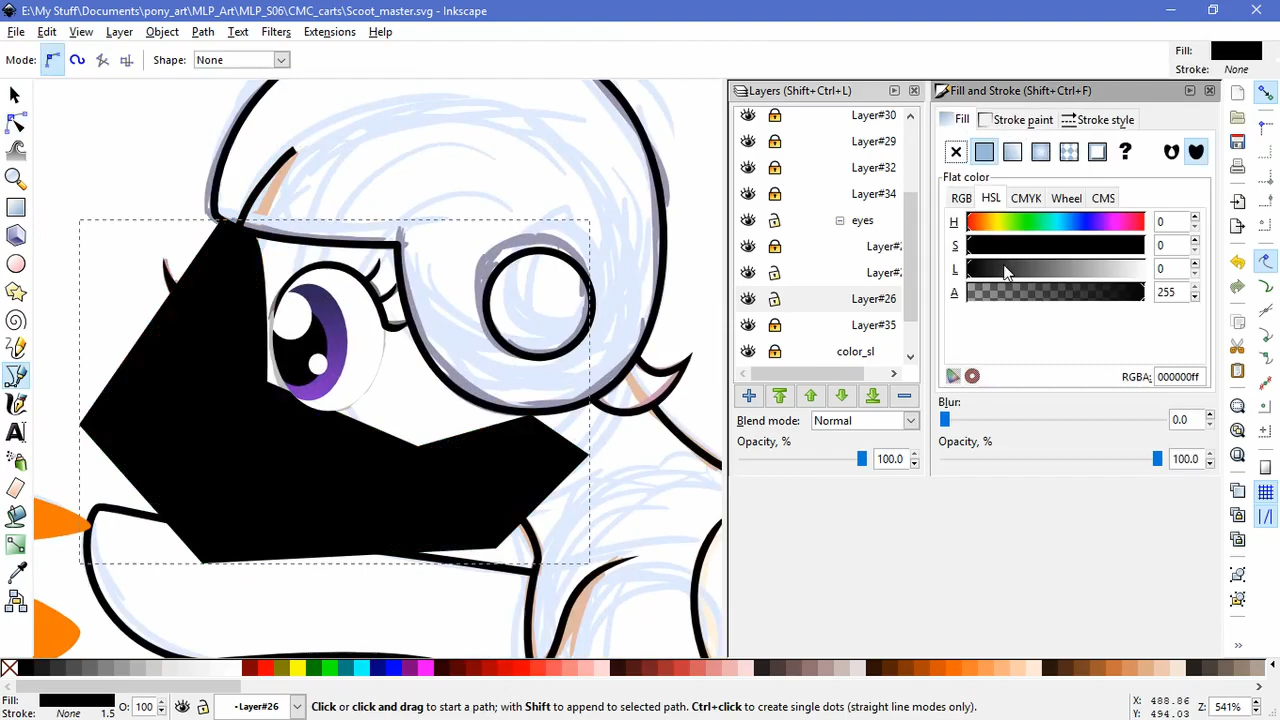 E:\My Stuff\Documents\pony_art\MLP_Art\MLP_S06\CMC_carts\Scoot_master.svg - Inkscape
File Edit View Layer Object Path Text Filters Extensions Help
Mode: Shape: None Fill:
Stroke: None
Layers (Shift+Ctrl+L) Fill and Stroke (Shift+Ctrl+F)
Layer#30 Fill Stroke paint Stroke style
Layer#29
Layer#32
Flat color
Layer#34 RGB HSL CMYK Wheel CMS
eyes H 0
Layer#2 S 0
Layer#2 L 0
Layer#26 A 255
Layer#35
color_sl
RGBA: 000000ff
Blur:
Blend mode: Normal 0.0
Opacity, % Opacity, %
100.0 100.0
Fill: O: 100 Layer#26 Click or click and drag to start a path; with Shift to append to selected path. Ctrl+click to create single dots (straight line modes only). X: 488.86 Z: 541%
Stroke: None 1.5 Y: 494.03